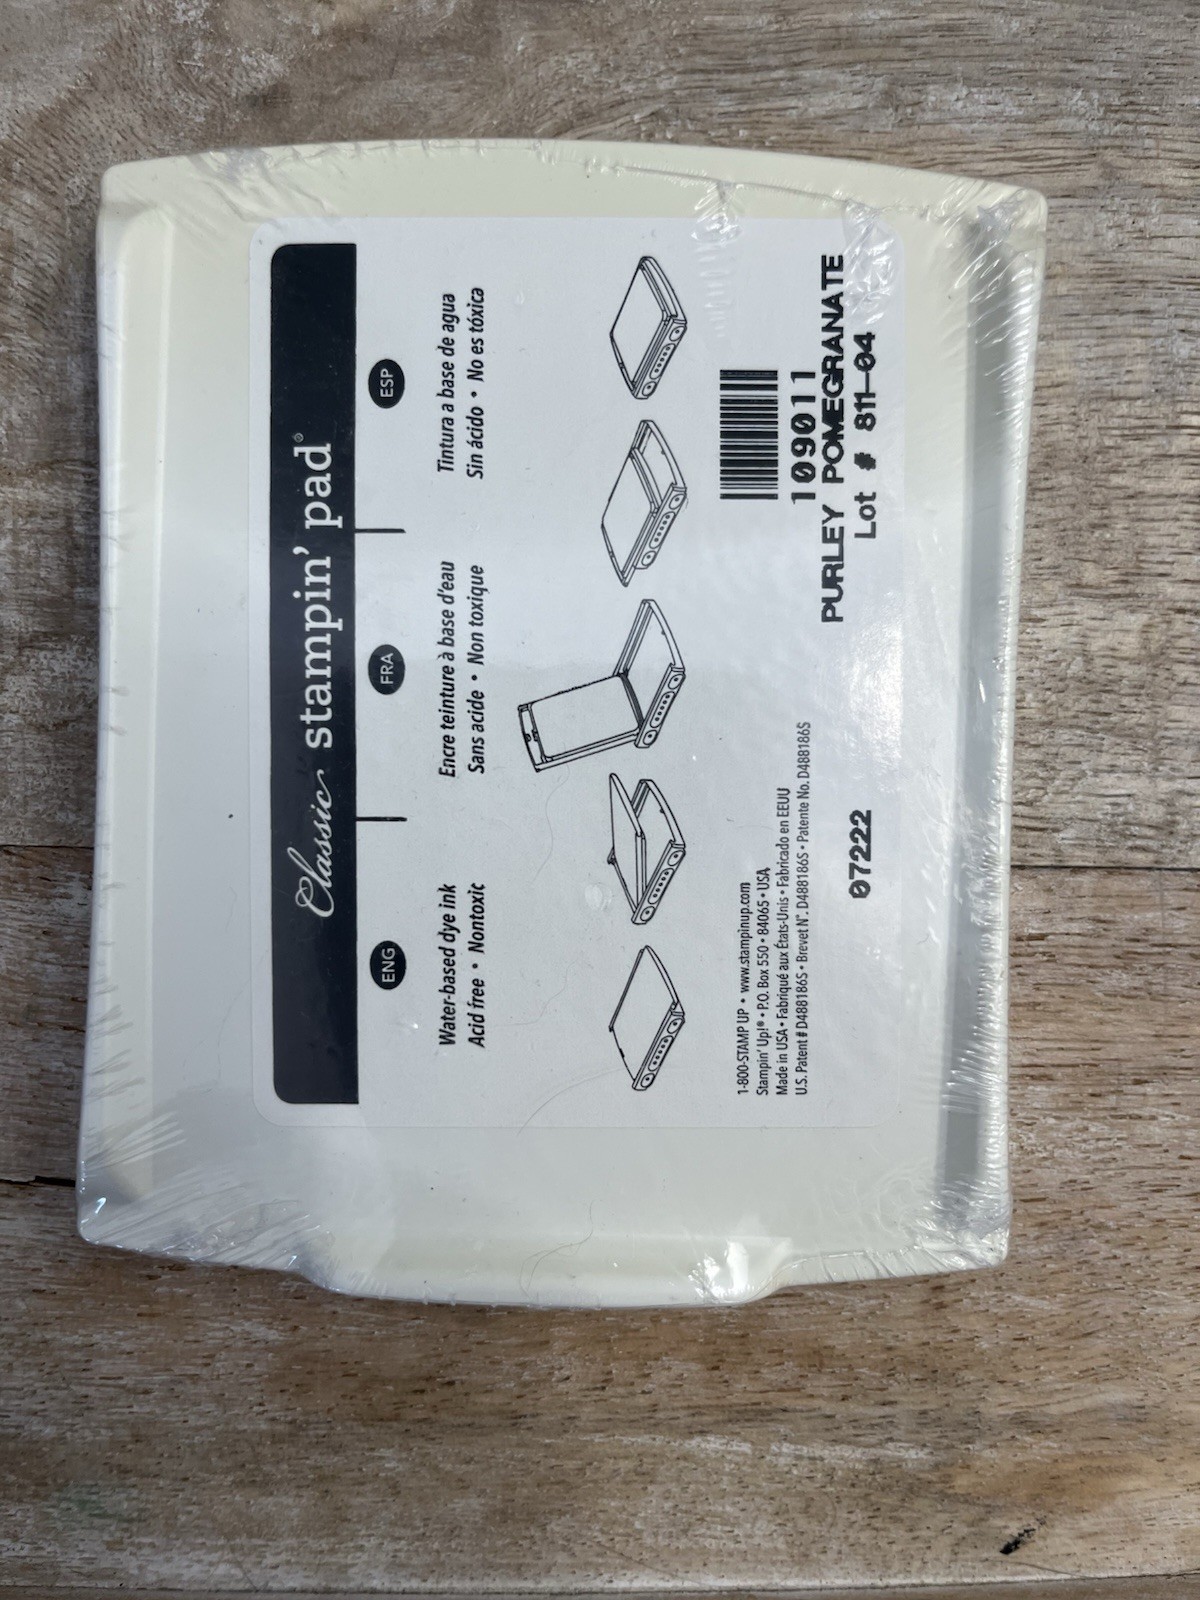 Classic stampin' pad®
ENG
Water-based dye ink
Acid free • Nontoxic
FRA
Encre teinture à base d'eau
Sans acide • Non toxique
ESP
Tintura a base de agua
Sin ácido • No es tóxica
1-800-STAMP UP • www.stampinup.com
Stampin' Up!® • P.O. Box 550 • 84065 • USA
Made in USA • Fabriqué aux États-Unis • Fabricado en EEUU
U.S. Patent # D488186S • Brevet N°. D488186S • Patente No. D488186S
07222
109011
PURLEY POMEGRANATE
Lot # 811-04